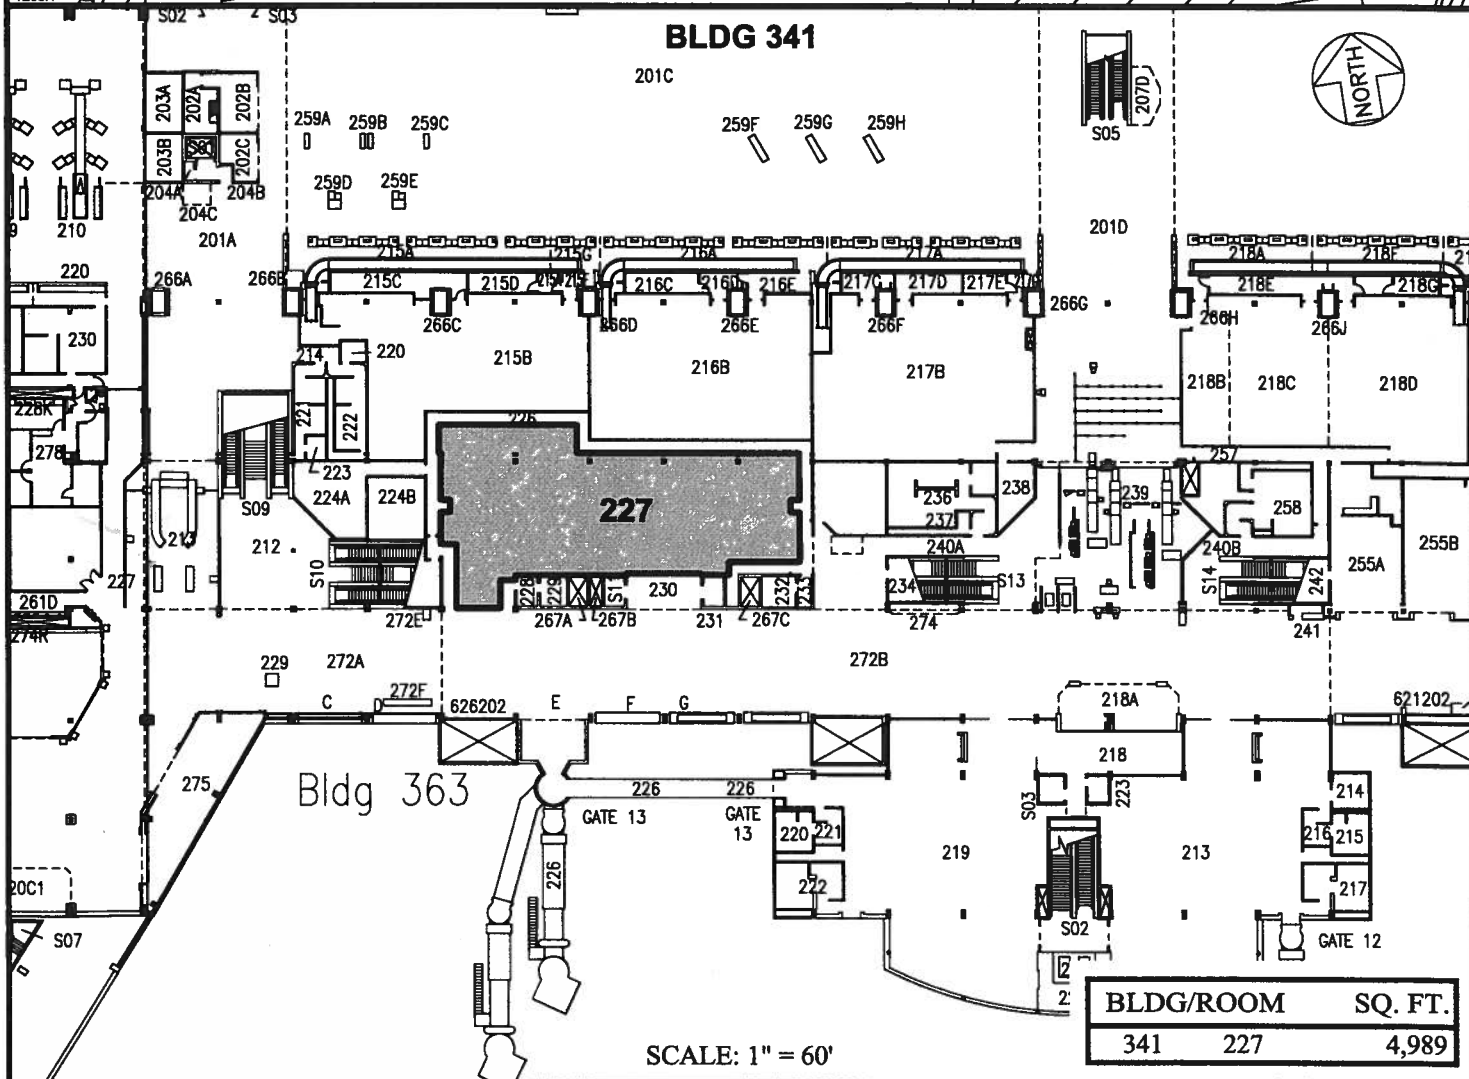 S02 S03
BLDG 341
201C
NORTH
203A 202A 202B
207D
S05
259A 259B 259C
259F 259G 259H
203B 202C
204A 204B
204C
259D 259E
210
201A
201D
215A 215G 216A 217A 218A 218F
220
266A 266B
215C 215D 216C 216E 217C 217D 217E 218E 218G
266C 266D 266E 266F 266G 266H 266J
230
214 220 215B 216B 217B
218B 218C 218D
228K
221 222 226
278
223
224A 224B
257
236 238 239 258
227
237
S09
213 212
240A 240B 255A 255B
S10
227
228 229 S11 230 232 233
234 S13 S14 242
261D
274R
272E 267A 267B 231 267C 274 241
229 272A 272B
272F
C D 626202 E F G
218A 621202
275
Bldg 363
218
226 226
GATE 13 GATE
13
S03 223 214
220 221 216 215
219 213
226
222 217
20C1
S07
S02
GATE 12
BLDG/ROOM SQ. FT.
341 227 4,989
SCALE: 1" = 60'